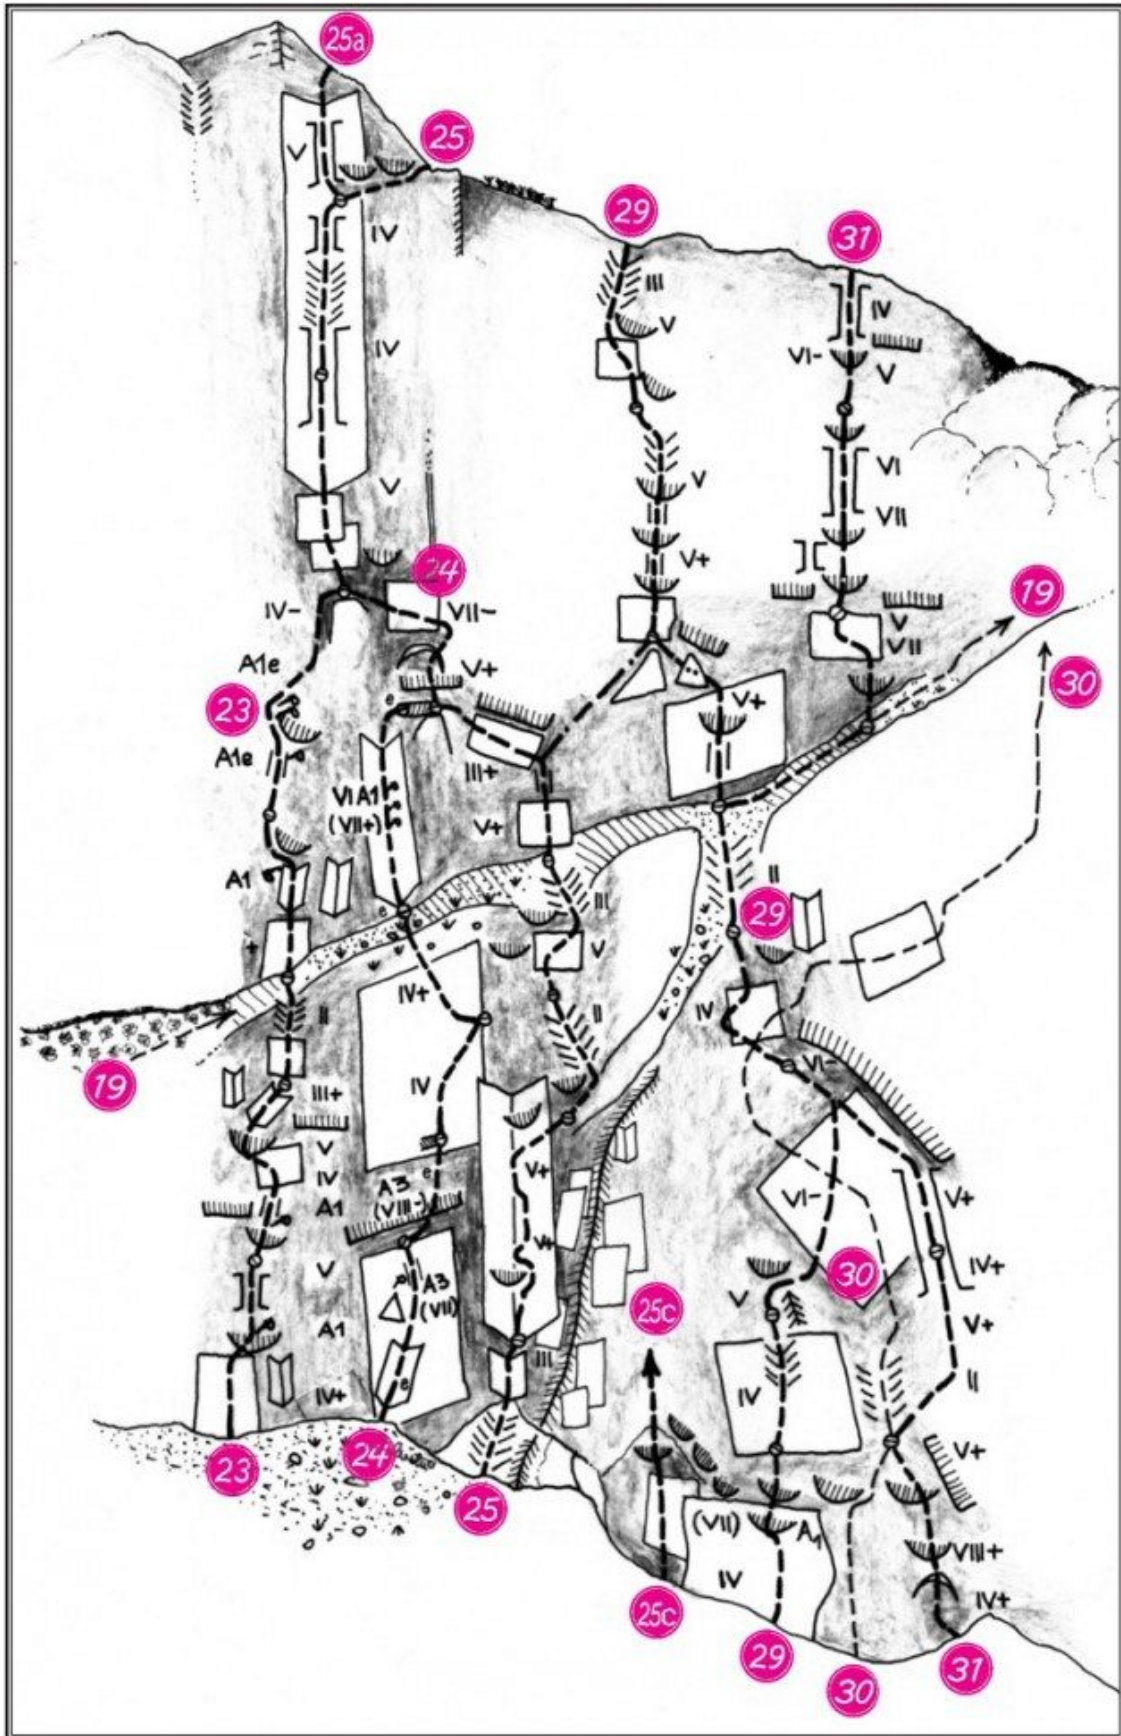 25a
25
V
29
31
IV
III
IV
V
VI-
V
IV
VI
V
V
VII
V+
24
19
IV-
VII-
V
VII
A1e
V+
30
23
e
V+
A1e
III+
VI A1
(VII+)
V+
A1
II
e
III
29
+
V
IV+
II
II
IV
19
VI-
III+
IV
V
V+
IV
A3
(VIII-)
e
VI-
V+
A1
V+
IV+
V
A3
(VII)
30
25c
V
V+
A1
III
II
IV+
e
IV
V+
23
24
25
(VII)
A1
VIII+
IV
IV+
25c
29
30
31